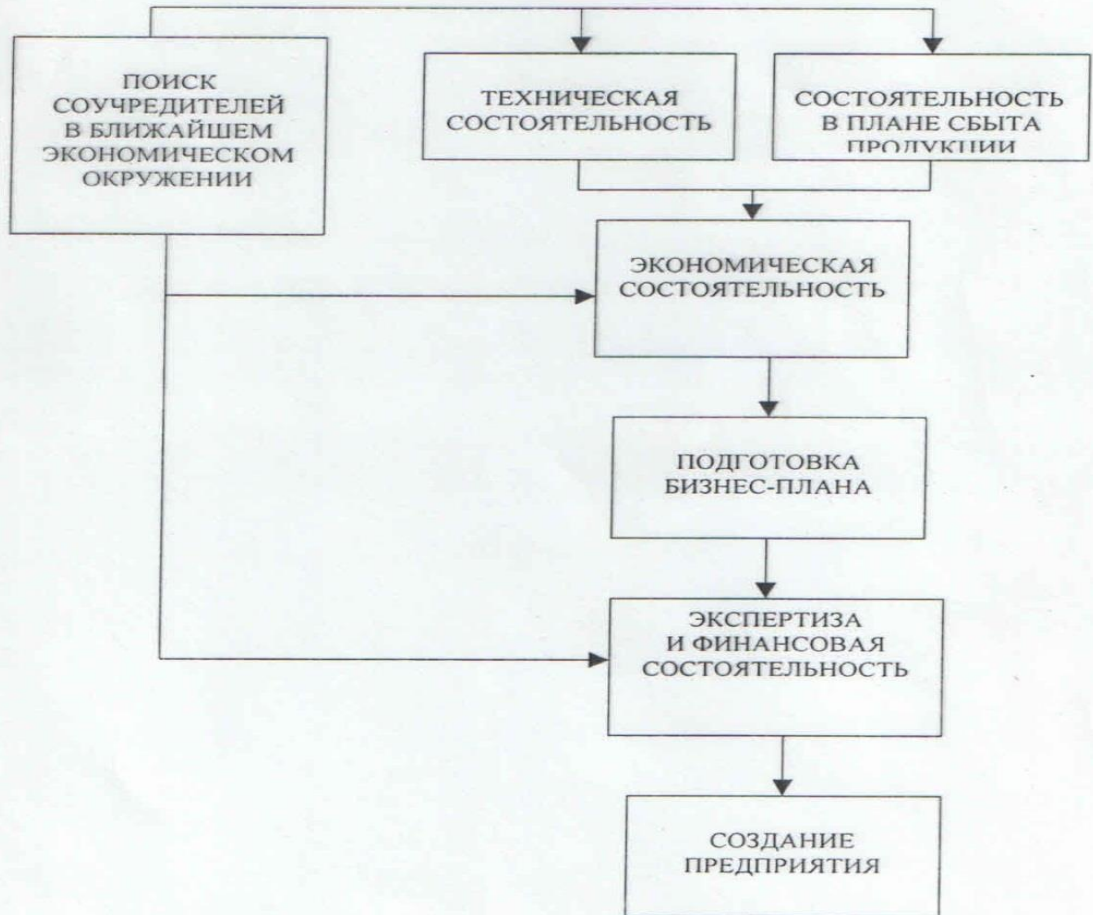 ПОИСК
СОУЧРЕДИТЕЛЕЙ
В БЛИЖАЙШЕМ
ЭКОНОМИЧЕСКОМ
ОКРУЖЕНИИ
ТЕХНИЧЕСКАЯ
СОСТОЯТЕЛЬНОСТЬ
СОСТОЯТЕЛЬНОСТЬ
В ПЛАНЕ СБЫТА
ПРОДУКЦИИ
ЭКОНОМИЧЕСКАЯ
СОСТОЯТЕЛЬНОСТЬ
ПОДГОТОВКА
БИЗНЕС-ПЛАНА
ЭКСПЕРТИЗА
И ФИНАНСОВАЯ
СОСТОЯТЕЛЬНОСТЬ
СОЗДАНИЕ
ПРЕДПРИЯТИЯ